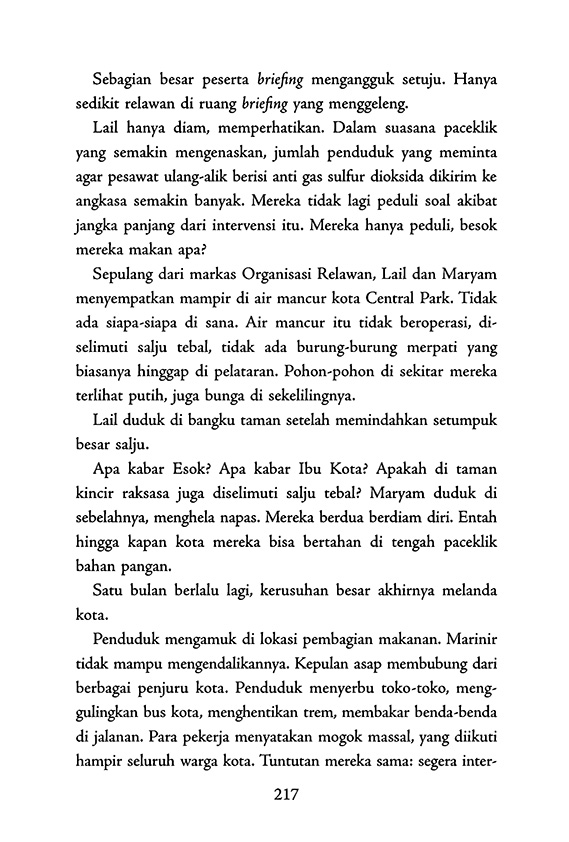 Sebagian besar peserta briefing mengangguk setuju. Hanya
sedikit relawan di ruang briefing yang menggeleng.
Lail hanya diam, memperhatikan. Dalam suasana paceklik
yang semakin mengenaskan, jumlah penduduk yang meminta
agar pesawat ulang-alik berisi anti gas sulfur dioksida dikirim ke
angkasa semakin banyak. Mereka tidak lagi peduli soal akibat
jangka panjang dari intervensi itu. Mereka hanya peduli, besok
mereka makan apa?
Sepulang dari markas Organisasi Relawan, Lail dan Maryam
menyempatkan mampir di air mancur kota Central Park. Tidak
ada siapa-siapa di sana. Air mancur itu tidak beroperasi, di-
selimuti salju tebal, tidak ada burung-burung merpati yang
biasanya hinggap di pelataran. Pohon-pohon di sekitar mereka
terlihat putih, juga bunga di sekelilingnya.
Lail duduk di bangku taman setelah memindahkan setumpuk
besar salju.
Apa kabar Esok? Apa kabar Ibu Kota? Apakah di taman
kincir raksasa juga diselimuti salju tebal? Maryam duduk di
sebelahnya, menghela napas. Mereka berdua berdiam diri. Entah
hingga kapan kota mereka bisa bertahan di tengah paceklik
bahan pangan.
Satu bulan berlalu lagi, kerusuhan besar akhirnya melanda
kota.
Penduduk mengamuk di lokasi pembagian makanan. Marinir
tidak mampu mengendalikannya. Kepulan asap membubung dari
berbagai penjuru kota. Penduduk menyerbu toko-toko, meng-
gulingkan bus kota, menghentikan trem, membakar benda-benda
di jalanan. Para pekerja menyatakan mogok massal, yang diikuti
hampir seluruh warga kota. Tuntutan mereka sama: segera inter-
217